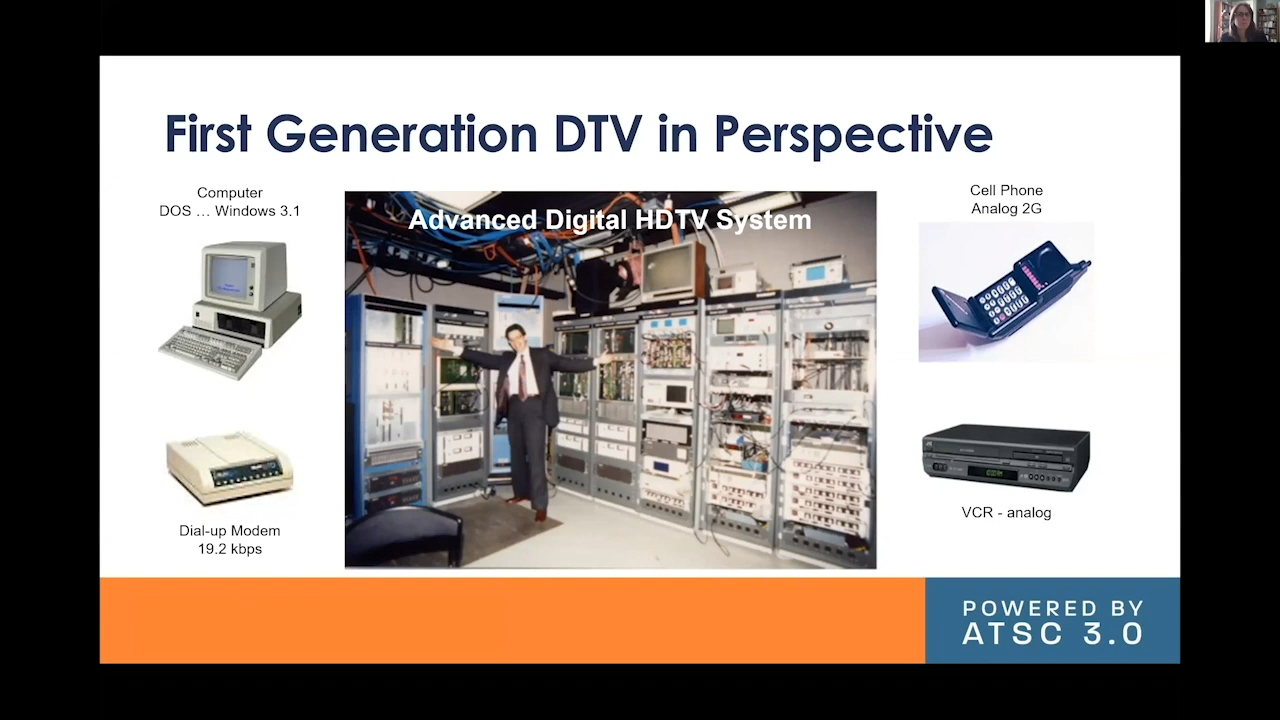 First Generation DTV in Perspective
Computer
DOS … Windows 3.1
Advanced Digital HDTV System
Cell Phone
Analog 2G
Dial-up Modem
19.2 kbps
VCR - analog
POWERED BY
ATSC 3.0